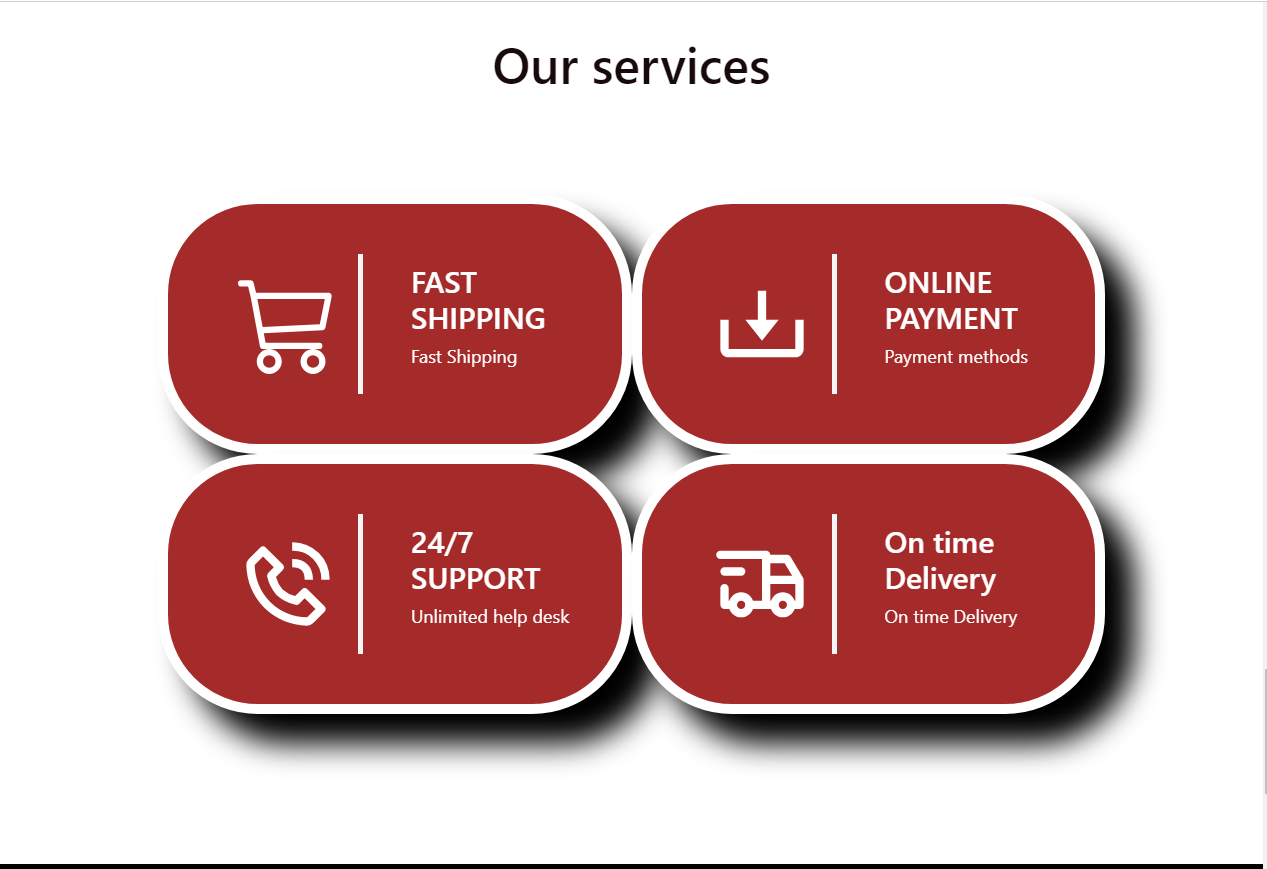 Our services
FAST
SHIPPING
Fast Shipping
ONLINE
PAYMENT
Payment methods
24/7
SUPPORT
Unlimited help desk
On time
Delivery
On time Delivery